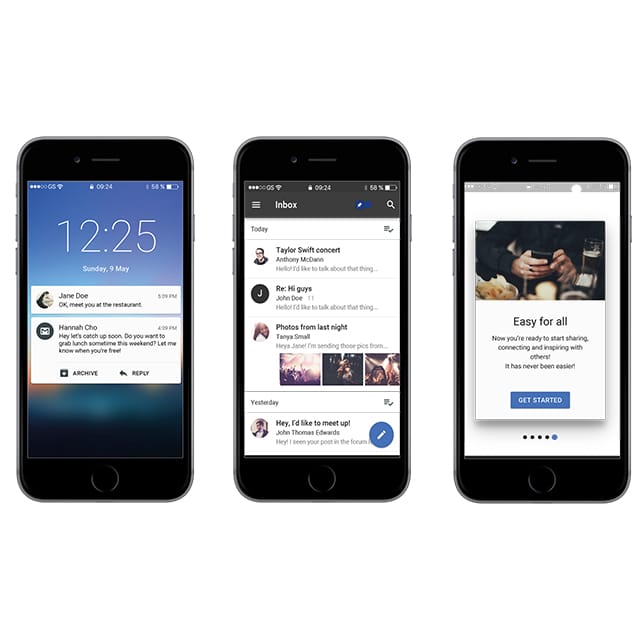 GS 09:24 58 %
12:25
Sunday, 9 May
Jane Doe 5:09 PM
OK, meet you at the restaurant.
Hannah Cho 4:09 PM
Hey let's catch up soon. Do you want to
grab lunch sometime this weekend? Let
me know when you're free!
ARCHIVE REPLY
GS 09:24 58 %
Inbox
Today
Taylor Swift concert
Anthony McDann
Hello! I'd like to talk about that thing...
J Re: Hi guys
John Doe 11
Hello! I'd like to talk about that thing...
Photos from last night
Tanya Small
Heya Jane! I'm sending those pics from...
Yesterday
Hey, I'd like to meet up!
John Thomas Edwards
Hey! I seen your post in the forum
Easy for all
Now you're ready to start sharing,
connecting and inspiring with
others!
It has never been easier!
GET STARTED